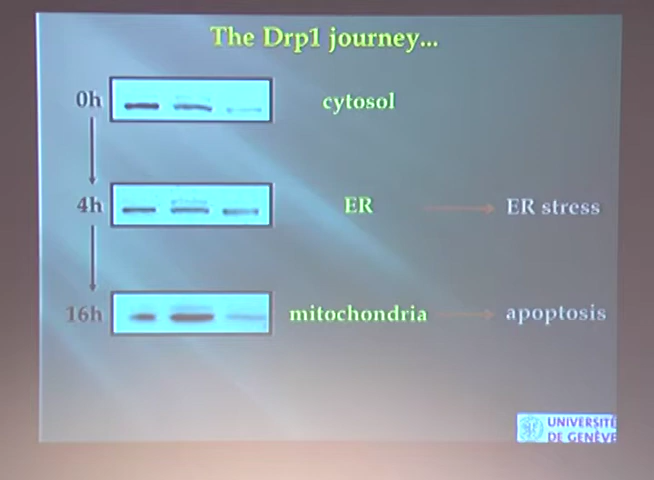 The Drp1 journey...
0h cytosol
4h ER ER stress
16h mitochondria apoptosis
UNIVERSITÉ
DE GENÈVE